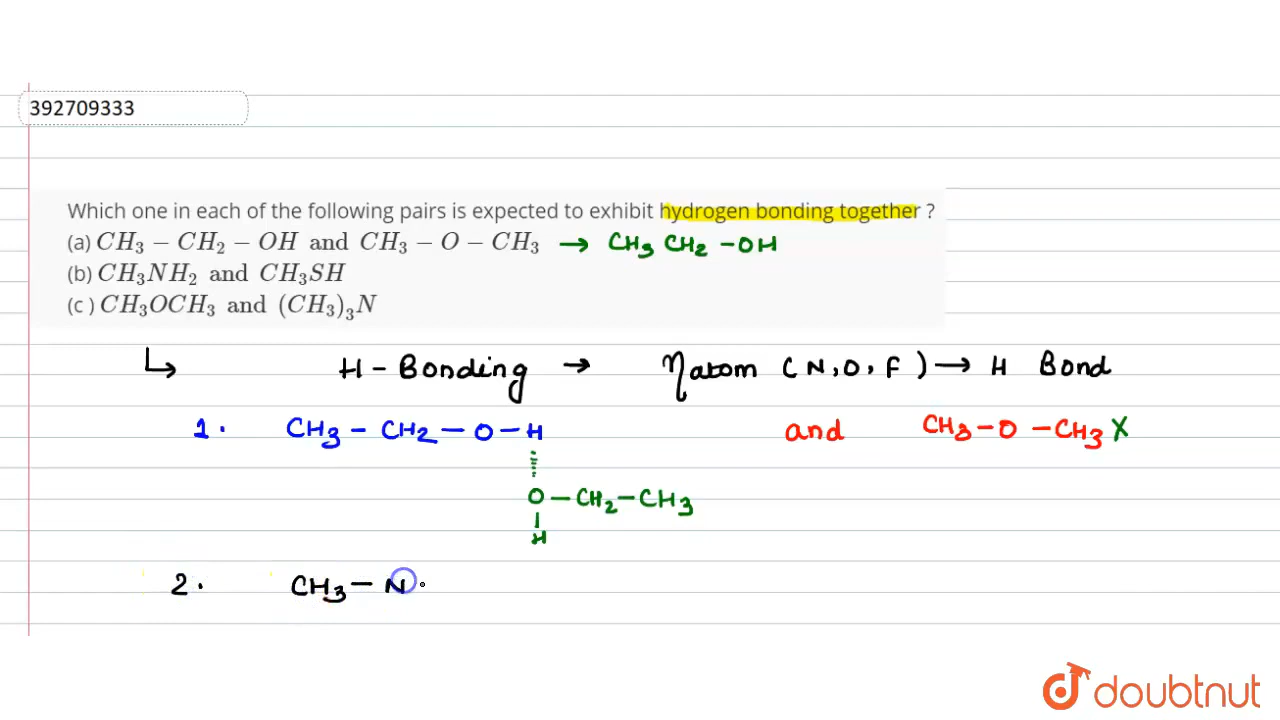 392709333
Which one in each of the following pairs is expected to exhibit hydrogen bonding together ?
(a) CH₃ − CH₂ − OH and CH₃ − O − CH₃ → CH₃ CH₂ − OH
(b) CH₃NH₂ and CH₃SH
(c ) CH₃OCH₃ and (CH₃)₃N
↳ H - Bonding → atom (N, O, F) → H Bond
1. CH₃ − CH₂ − O − H and CH₃ − O − CH₃ X
O − CH₂ − CH₃
H
2. CH₃ − N
doubtnut